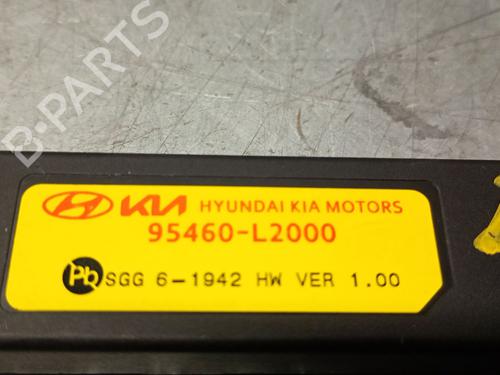 B-PARTS
KIA HYUNDAI KIA MOTORS
95460-L2000
Pb SGG 6-1942 HW VER 1.00